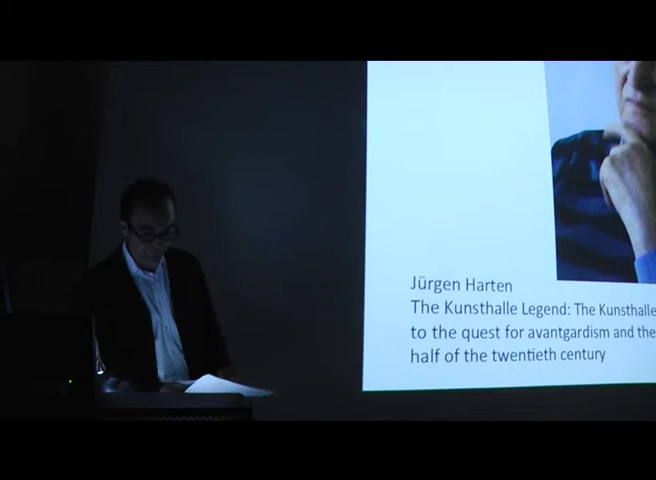 Jürgen Harten
The Kunsthalle Legend: The Kunsthalle
to the quest for avantgardism and the
half of the twentieth century